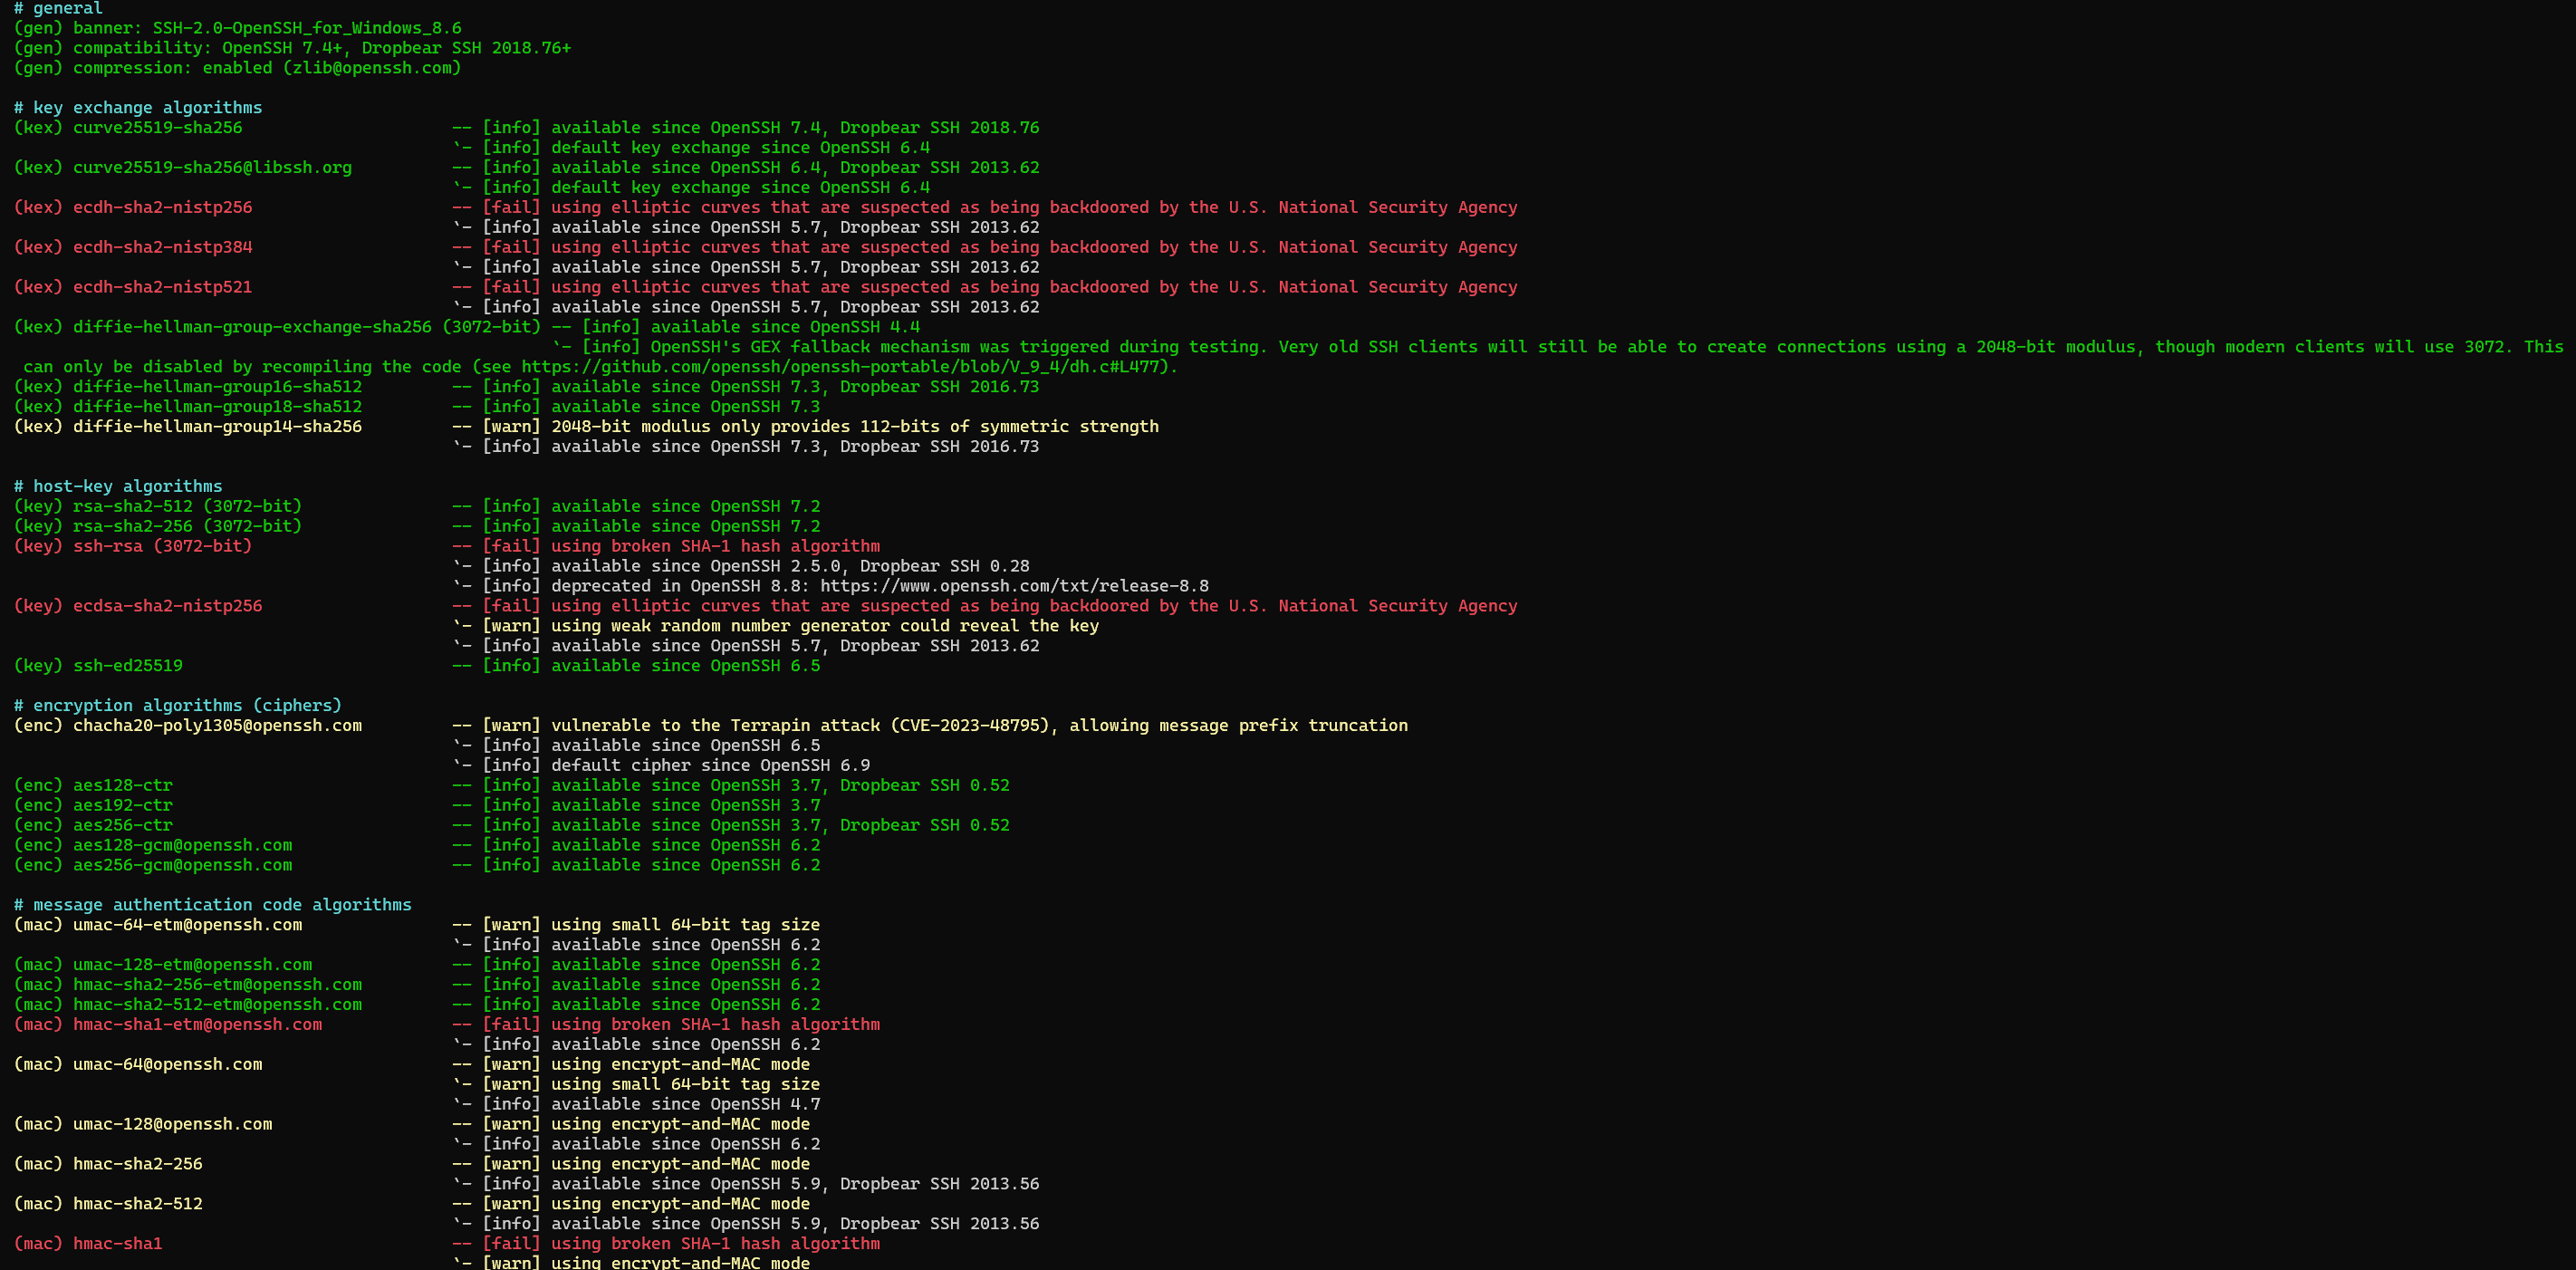 # general
(gen) banner: SSH-2.0-OpenSSH_for_Windows_8.6
(gen) compatibility: OpenSSH 7.4+, Dropbear SSH 2018.76+
(gen) compression: enabled (zlib@openssh.com)
# key exchange algorithms
(kex) curve25519-sha256 -- [info] available since OpenSSH 7.4, Dropbear SSH 2018.76
`- [info] default key exchange since OpenSSH 6.4
(kex) curve25519-sha256@libssh.org -- [info] available since OpenSSH 6.4, Dropbear SSH 2013.62
`- [info] default key exchange since OpenSSH 6.4
(kex) ecdh-sha2-nistp256 -- [fail] using elliptic curves that are suspected as being backdoored by the U.S. National Security Agency
`- [info] available since OpenSSH 5.7, Dropbear SSH 2013.62
(kex) ecdh-sha2-nistp384 -- [fail] using elliptic curves that are suspected as being backdoored by the U.S. National Security Agency
`- [info] available since OpenSSH 5.7, Dropbear SSH 2013.62
(kex) ecdh-sha2-nistp521 -- [fail] using elliptic curves that are suspected as being backdoored by the U.S. National Security Agency
`- [info] available since OpenSSH 5.7, Dropbear SSH 2013.62
(kex) diffie-hellman-group-exchange-sha256 (3072-bit) -- [info] available since OpenSSH 4.4
`- [info] OpenSSH's GEX fallback mechanism was triggered during testing. Very old SSH clients will still be able to create connections using a 2048-bit modulus, though modern clients will use 3072. This
can only be disabled by recompiling the code (see https://github.com/openssh/openssh-portable/blob/V_9_4/dh.c#L477).
(kex) diffie-hellman-group16-sha512 -- [info] available since OpenSSH 7.3, Dropbear SSH 2016.73
(kex) diffie-hellman-group18-sha512 -- [info] available since OpenSSH 7.3
(kex) diffie-hellman-group14-sha256 -- [warn] 2048-bit modulus only provides 112-bits of symmetric strength
`- [info] available since OpenSSH 7.3, Dropbear SSH 2016.73
# host-key algorithms
(key) rsa-sha2-512 (3072-bit) -- [info] available since OpenSSH 7.2
(key) rsa-sha2-256 (3072-bit) -- [info] available since OpenSSH 7.2
(key) ssh-rsa (3072-bit) -- [fail] using broken SHA-1 hash algorithm
`- [info] available since OpenSSH 2.5.0, Dropbear SSH 0.28
`- [info] deprecated in OpenSSH 8.8: https://www.openssh.com/txt/release-8.8
(key) ecdsa-sha2-nistp256 -- [fail] using elliptic curves that are suspected as being backdoored by the U.S. National Security Agency
`- [warn] using weak random number generator could reveal the key
`- [info] available since OpenSSH 5.7, Dropbear SSH 2013.62
(key) ssh-ed25519 -- [info] available since OpenSSH 6.5
# encryption algorithms (ciphers)
(enc) chacha20-poly1305@openssh.com -- [warn] vulnerable to the Terrapin attack (CVE-2023-48795), allowing message prefix truncation
`- [info] available since OpenSSH 6.5
`- [info] default cipher since OpenSSH 6.9
(enc) aes128-ctr -- [info] available since OpenSSH 3.7, Dropbear SSH 0.52
(enc) aes192-ctr -- [info] available since OpenSSH 3.7
(enc) aes256-ctr -- [info] available since OpenSSH 3.7, Dropbear SSH 0.52
(enc) aes128-gcm@openssh.com -- [info] available since OpenSSH 6.2
(enc) aes256-gcm@openssh.com -- [info] available since OpenSSH 6.2
# message authentication code algorithms
(mac) umac-64-etm@openssh.com -- [warn] using small 64-bit tag size
`- [info] available since OpenSSH 6.2
(mac) umac-128-etm@openssh.com -- [info] available since OpenSSH 6.2
(mac) hmac-sha2-256-etm@openssh.com -- [info] available since OpenSSH 6.2
(mac) hmac-sha2-512-etm@openssh.com -- [info] available since OpenSSH 6.2
(mac) hmac-sha1-etm@openssh.com -- [fail] using broken SHA-1 hash algorithm
`- [info] available since OpenSSH 6.2
(mac) umac-64@openssh.com -- [warn] using encrypt-and-MAC mode
`- [warn] using small 64-bit tag size
`- [info] available since OpenSSH 4.7
(mac) umac-128@openssh.com -- [warn] using encrypt-and-MAC mode
`- [info] available since OpenSSH 6.2
(mac) hmac-sha2-256 -- [warn] using encrypt-and-MAC mode
`- [info] available since OpenSSH 5.9, Dropbear SSH 2013.56
(mac) hmac-sha2-512 -- [warn] using encrypt-and-MAC mode
`- [info] available since OpenSSH 5.9, Dropbear SSH 2013.56
(mac) hmac-sha1 -- [fail] using broken SHA-1 hash algorithm
`- [warn] using encrypt-and-MAC mode